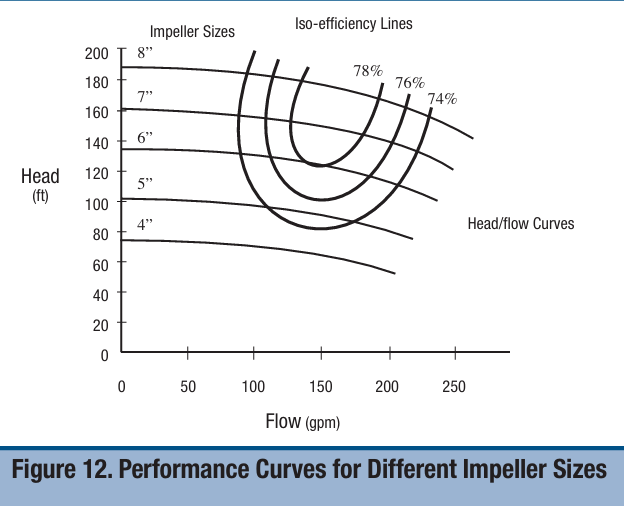 Iso-efficiency Lines
Impeller Sizes
200
8”
180
78%
76%
7”
74%
160
6”
140
Head
(ft)
120
5”
100
4”
Head/flow Curves
80
60
40
20
0
0 50 100 150 200 250
Flow (gpm)
Figure 12. Performance Curves for Different Impeller Sizes